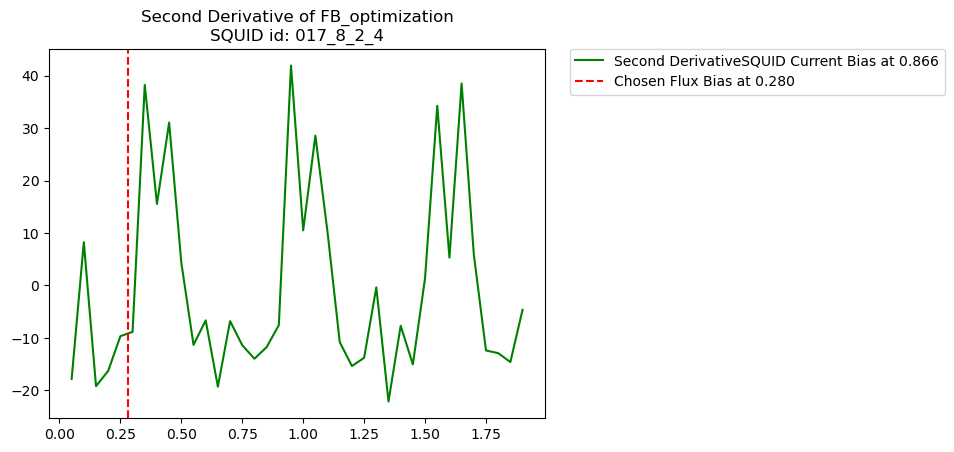 Second Derivative of FB_optimization
SQUID id: 017_8_2_4
Second DerivativeSQUID Current Bias at 0.866
Chosen Flux Bias at 0.280
40
30
20
10
0
−10
−20
0.00 0.25 0.50 0.75 1.00 1.25 1.50 1.75